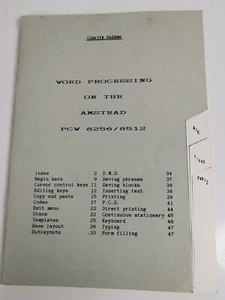 Clarity Guides
WORD PROCESSING
ON THE
AMSTRAD
PCW 8256/8512
Index 2 D.M.S. 34
Begin here 9 Saving phrases 37
Cursor control keys 11 Saving blocks 38
Editing keys 12 Inserting text 38
Copy and paste 15 Printing 39
Codes 17 P.C.S. 41
Exit menu 22 Direct printing 44
Discs 22 Continuous stationery 45
Templates 25 Keyboard 46
Base layout 26 Typing 47
Sublayouts .33 Form filling 47